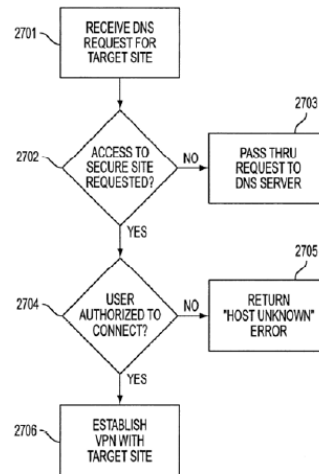 2701
RECEIVE DNS
REQUEST FOR
TARGET SITE
2702
ACCESS TO
SECURE SITE
REQUESTED?
NO
2703
PASS THRU
REQUEST TO
DNS SERVER
YES
2704
USER
AUTHORIZED TO
CONNECT?
NO
2705
RETURN
"HOST UNKNOWN"
ERROR
YES
2706
ESTABLISH
VPN WITH
TARGET SITE